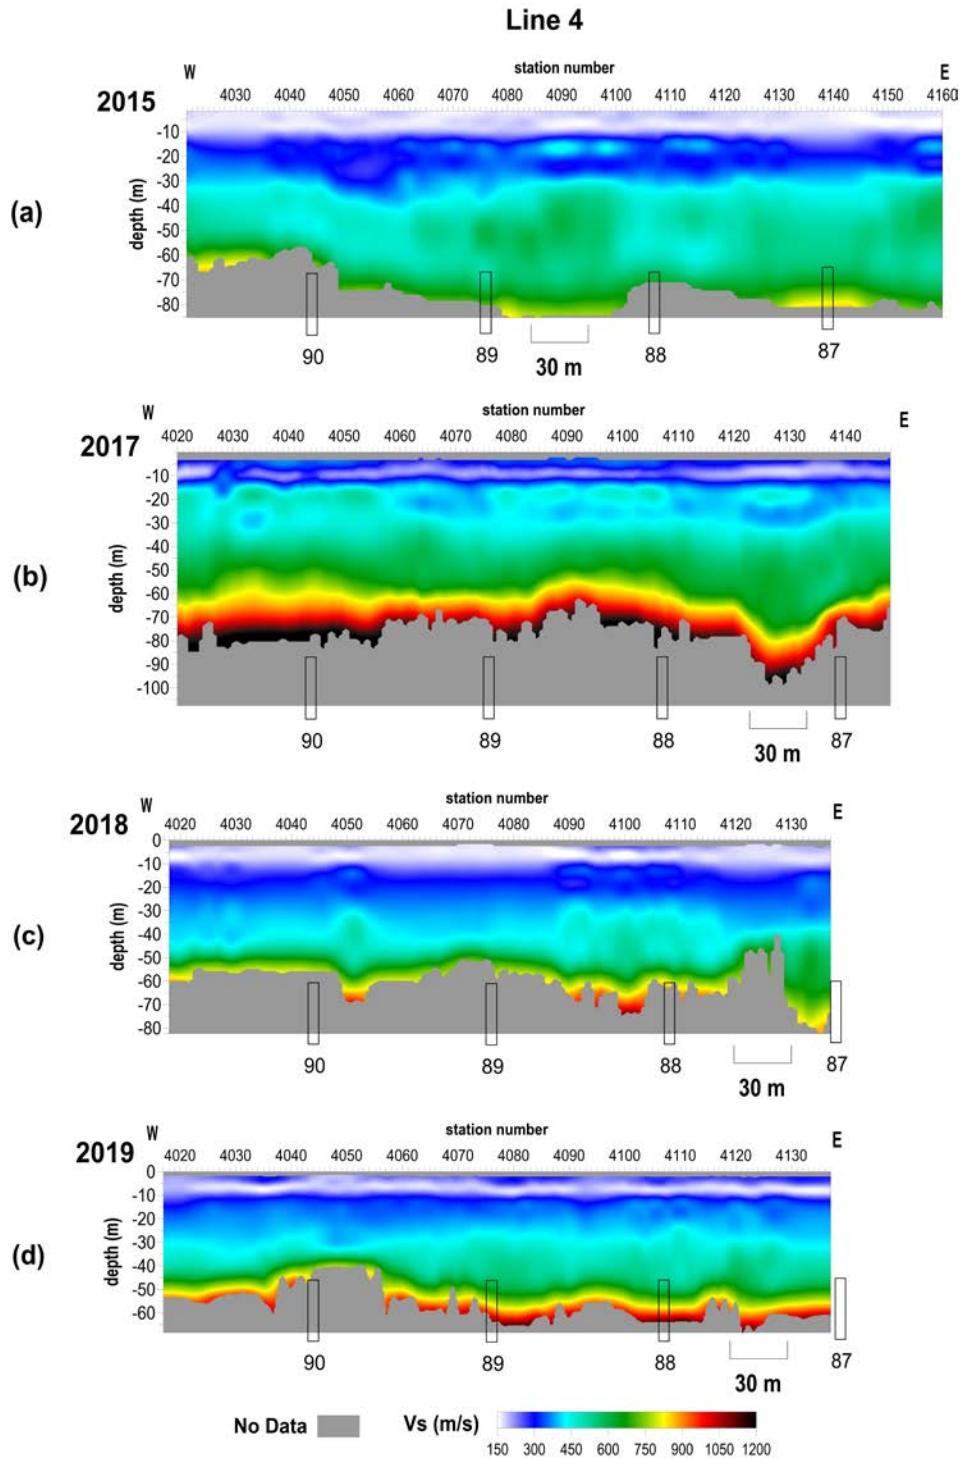 Line 4
W station number E
2015 4030 4040 4050 4060 4070 4080 4090 4100 4110 4120 4130 4140 4150 4160
(a)
depth (m)
-10
-20
-30
-40
-50
-60
-70
-80
90 89 88 87
30 m
W station number E
2017
4020 4030 4040 4050 4060 4070 4080 4090 4100 4110 4120 4130 4140
(b)
depth (m)
-10
-20
-30
-40
-50
-60
-70
-80
-90
-100
90 89 88 87
30 m
W station number E
2018
4020 4030 4040 4050 4060 4070 4080 4090 4100 4110 4120 4130
(c)
depth (m)
0
-10
-20
-30
-40
-50
-60
-70
-80
90 89 88 87
30 m
W station number E
2019
4020 4030 4040 4050 4060 4070 4080 4090 4100 4110 4120 4130
(d)
depth (m)
0
-10
-20
-30
-40
-50
-60
90 89 88 87
30 m
No Data Vs (m/s)
150 300 450 600 750 900 1050 1200